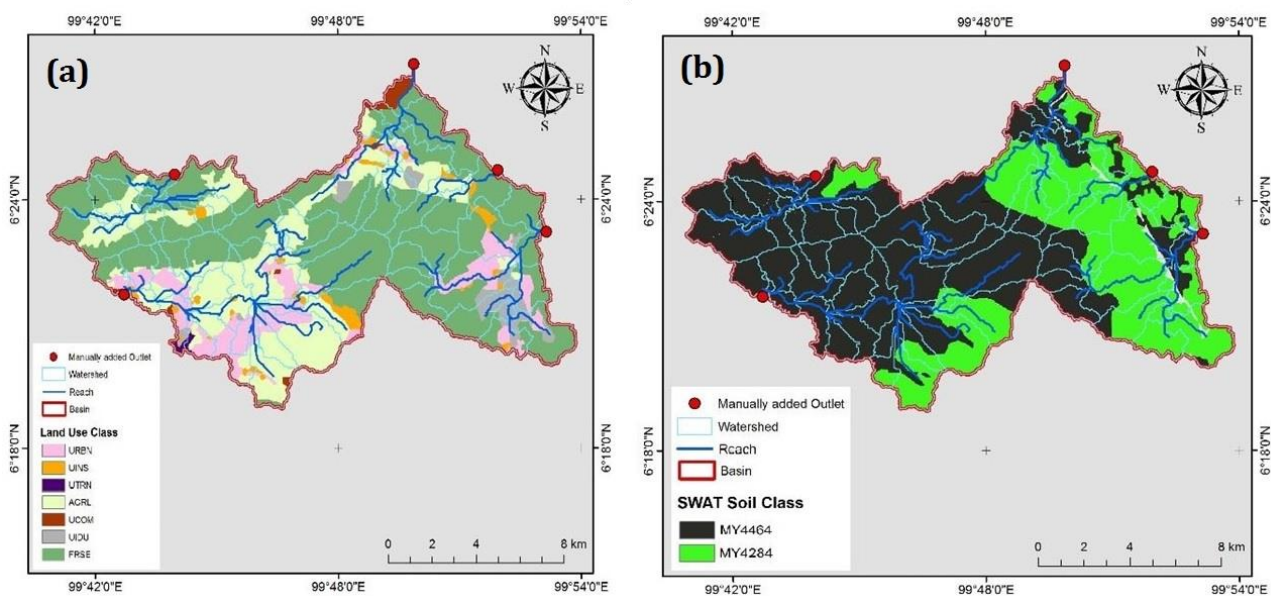 99°42'0"E 99°48'0"E 99°54'0"E
(a)
N
W E
S
6°24'0"N 6°24'0"N
6°18'0"N 6°18'0"N
Manually added Outlet
Watershed
Reach
Basin
Land Use Class
URBN
UINS
UTRN
AGRL
UCOM
UIDU
FRSE
0 2 4 8 km
99°42'0"E 99°48'0"E 99°54'0"E
99°42'0"E 99°48'0"E 99°54'0"E
(b)
N
W E
S
6°24'0"N 6°24'0"N
6°18'0"N 6°18'0"N
Manually added Outlet
Watershed
Reach
Basin
SWAT Soil Class
MY4464
MY4284
0 2 4 8 km
99°42'0"E 99°48'0"E 99°54'0"E